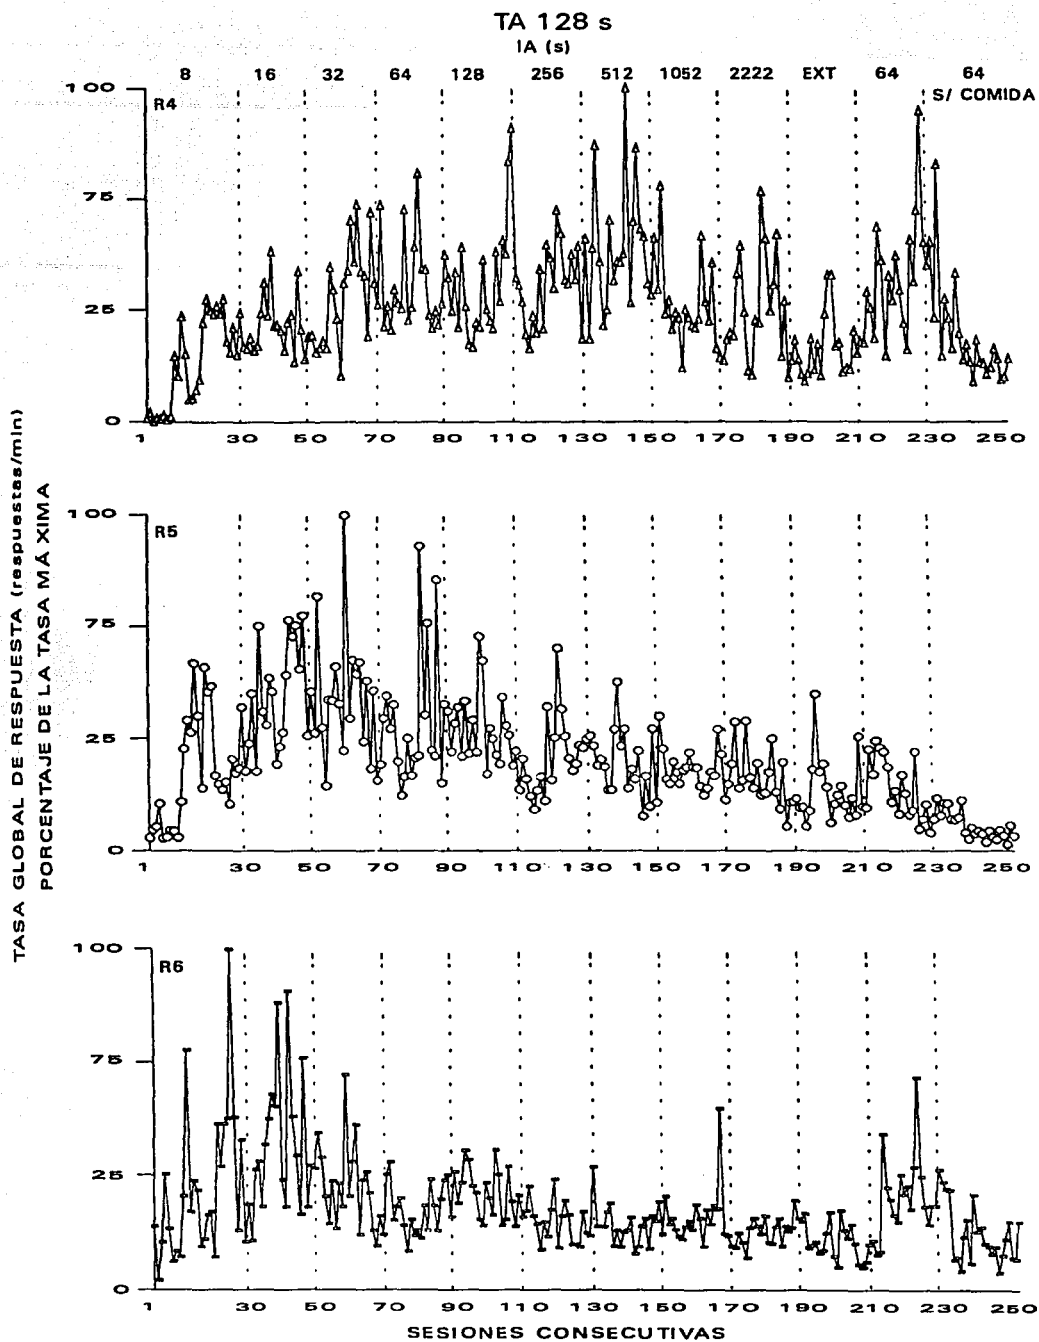 TA 128 s
IA (s)
8 16 32 64 128 256 512 1052 2222 EXT 64 64
S/ COMIDA
100
R4
75
25
0
1 30 50 70 90 110 130 150 170 190 210 230 250
TASA GLOBAL DE RESPUESTA (respuestas/min)
PORCENTAJE DE LA TASA MÁXIMA
100
R5
75
25
0
1 30 50 70 90 110 130 150 170 190 210 230 250
100
R6
75
25
0
1 30 50 70 90 110 130 150 170 190 210 230 250
SESIONES CONSECUTIVAS